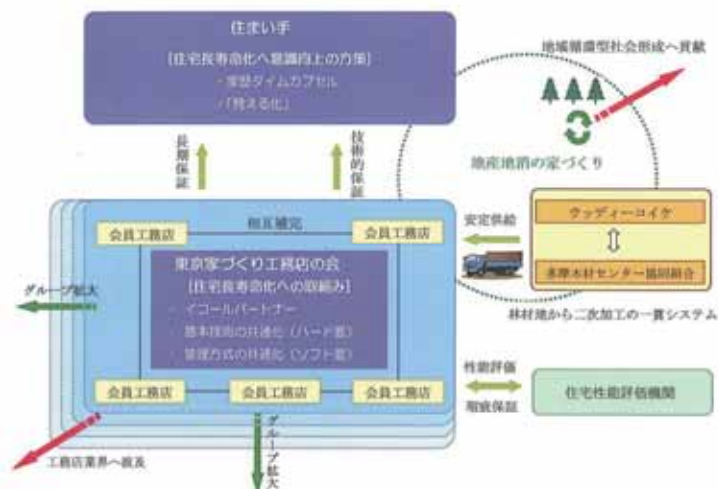 住まい手
[住宅長寿命化へ意識向上の方策]
・家歴タイムカプセル
・「見える化」
地域循環型社会形成へ貢献
地産地消の家づくり
長期保証
技術的保証
相互補完
会員工務店
会員工務店
東京家づくり工務店の会
[住宅長寿命化への取組み]
・ イコールパートナー
・ 基本技術の共通化（ハード面）
・ 管理方式の共通化（ソフト面）
会員工務店
会員工務店
会員工務店
安定供給
ウッディーコイケ
多摩木材センター協同組合
林材地から二次加工の一貫システム
グループ拡大
性能評価
瑕疵保証
住宅性能評価機関
工務店業界へ波及
グループ拡大